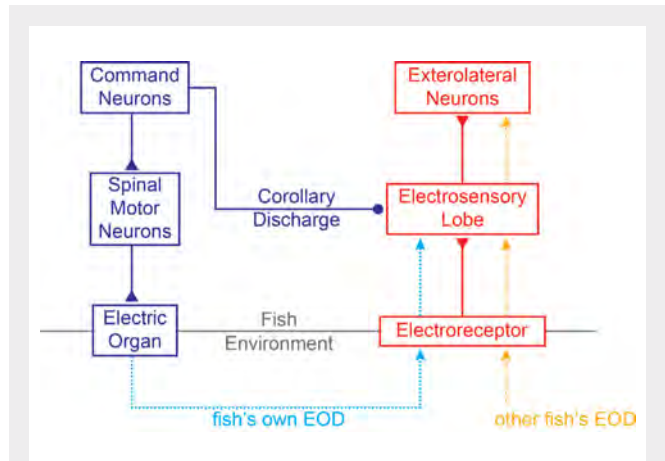 Command
Neurons
Exterolateral
Neurons
Spinal
Motor
Neurons
Corollary
Discharge
Electrosensory
Lobe
Electric
Organ
Fish
Environment
Electroreceptor
fish's own EOD
other fish's EOD